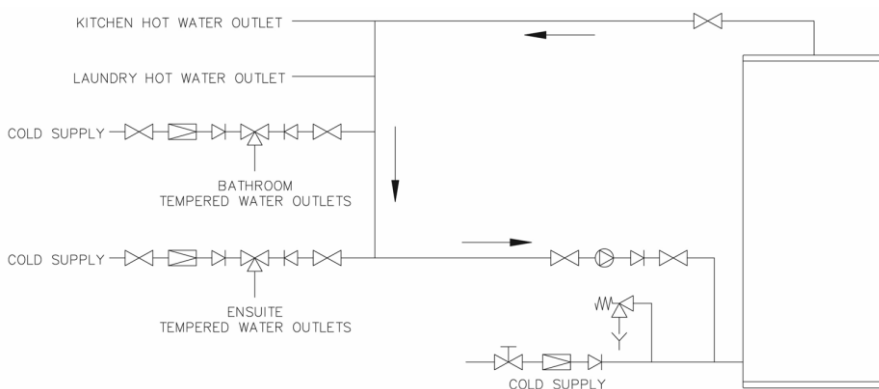 KITCHEN HOT WATER OUTLET
LAUNDRY HOT WATER OUTLET
COLD SUPPLY
BATHROOM
TEMPERED WATER OUTLETS
COLD SUPPLY
ENSUITE
TEMPERED WATER OUTLETS
COLD SUPPLY